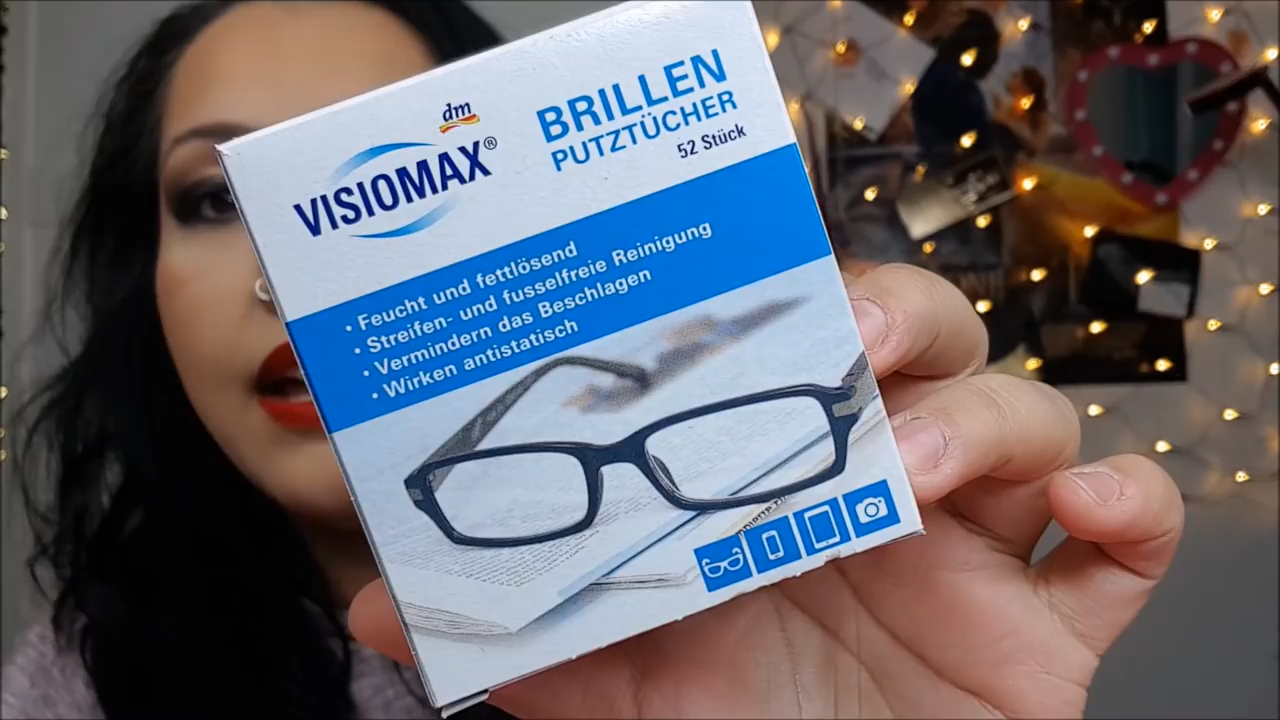 dm
VISIOMAX®
BRILLEN
PUTZTÜCHER
52 Stück
• Feucht und fettlösend
• Streifen- und fusselfreie Reinigung
• Vermindern das Beschlagen
• Wirken antistatisch